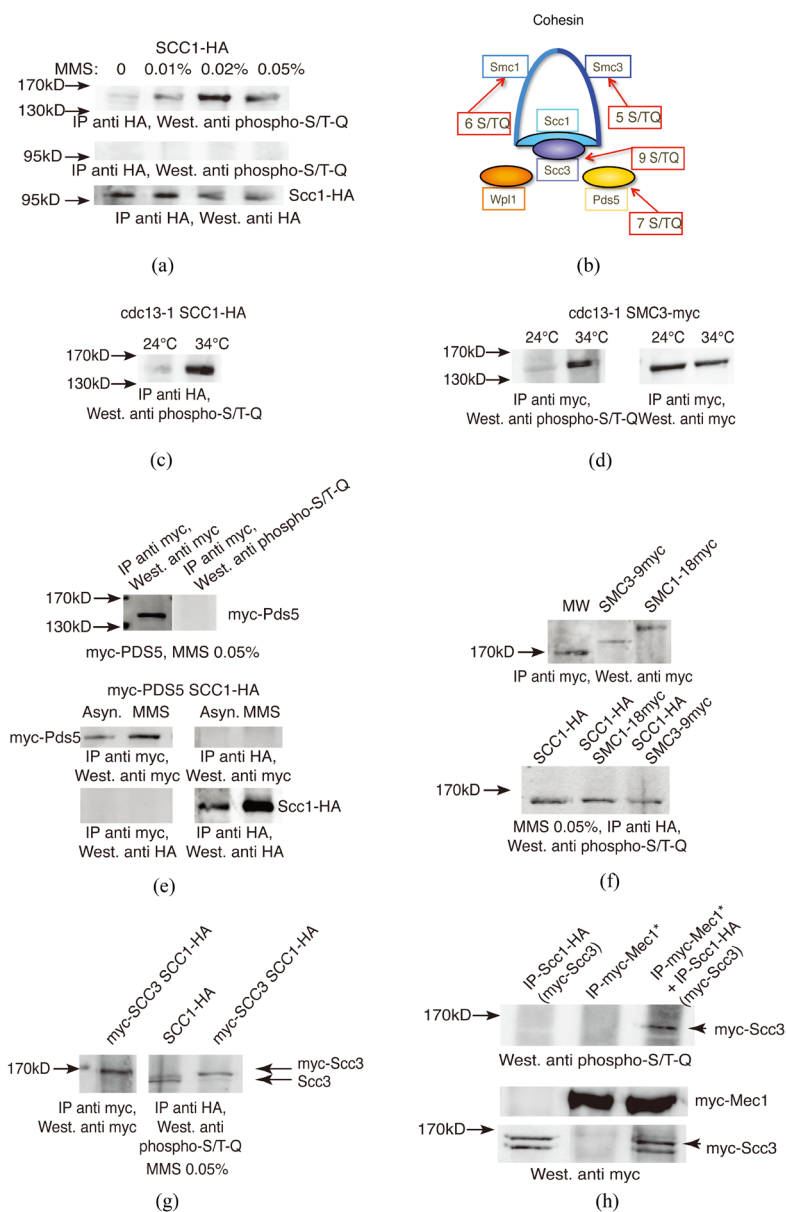 SCC1-HA
MMS: 0 0.01% 0.02% 0.05%
170kD
130kD
IP anti HA, West. anti phospho-S/T-Q
95kD
IP anti HA, West. anti phospho-S/T-Q
95kD
Scc1-HA
IP anti HA, West. anti HA
(a)
Cohesin
Smc1
Smc3
6 S/TQ
Scc1
5 S/TQ
9 S/TQ
Scc3
Wpl1
Pds5
7 S/TQ
(b)
cdc13-1 SCC1-HA
24°C 34°C
170kD
130kD
IP anti HA,
West. anti phospho-S/T-Q
(c)
cdc13-1 SMC3-myc
24°C 34°C 24°C 34°C
170kD
130kD
IP anti myc, IP anti myc,
West. anti phospho-S/T-Q West. anti myc
(d)
IP anti myc,
West. anti myc
IP anti myc,
West. anti phospho-S/T-Q
170kD
130kD
myc-Pds5
myc-PDS5, MMS 0.05%
myc-PDS5 SCC1-HA
Asyn. MMS Asyn. MMS
myc-Pds5
IP anti myc, IP anti HA,
West. anti myc West. anti myc
Scc1-HA
IP anti myc, IP anti HA,
West. anti HA West. anti HA
(e)
MW
SMC3-9myc
SMC1-18myc
170kD
IP anti myc, West. anti myc
SCC1-HA
SCC1-HA
SMC1-18myc
SCC1-HA
SMC3-9myc
170kD
MMS 0.05%, IP anti HA,
West. anti phospho-S/T-Q
(f)
myc-SCC3 SCC1-HA
SCC1-HA
myc-SCC3 SCC1-HA
170kD
myc-Scc3
Scc3
IP anti myc, IP anti HA,
West. anti myc West. anti
phospho-S/T-Q
MMS 0.05%
(g)
IP-Scc1-HA
(myc-Scc3)
IP-myc-Mec1*
IP-myc-Mec1*
+ IP-Scc1-HA
(myc-Scc3)
170kD
myc-Scc3
West. anti phospho-S/T-Q
myc-Mec1
170kD
myc-Scc3
West. anti myc
(h)